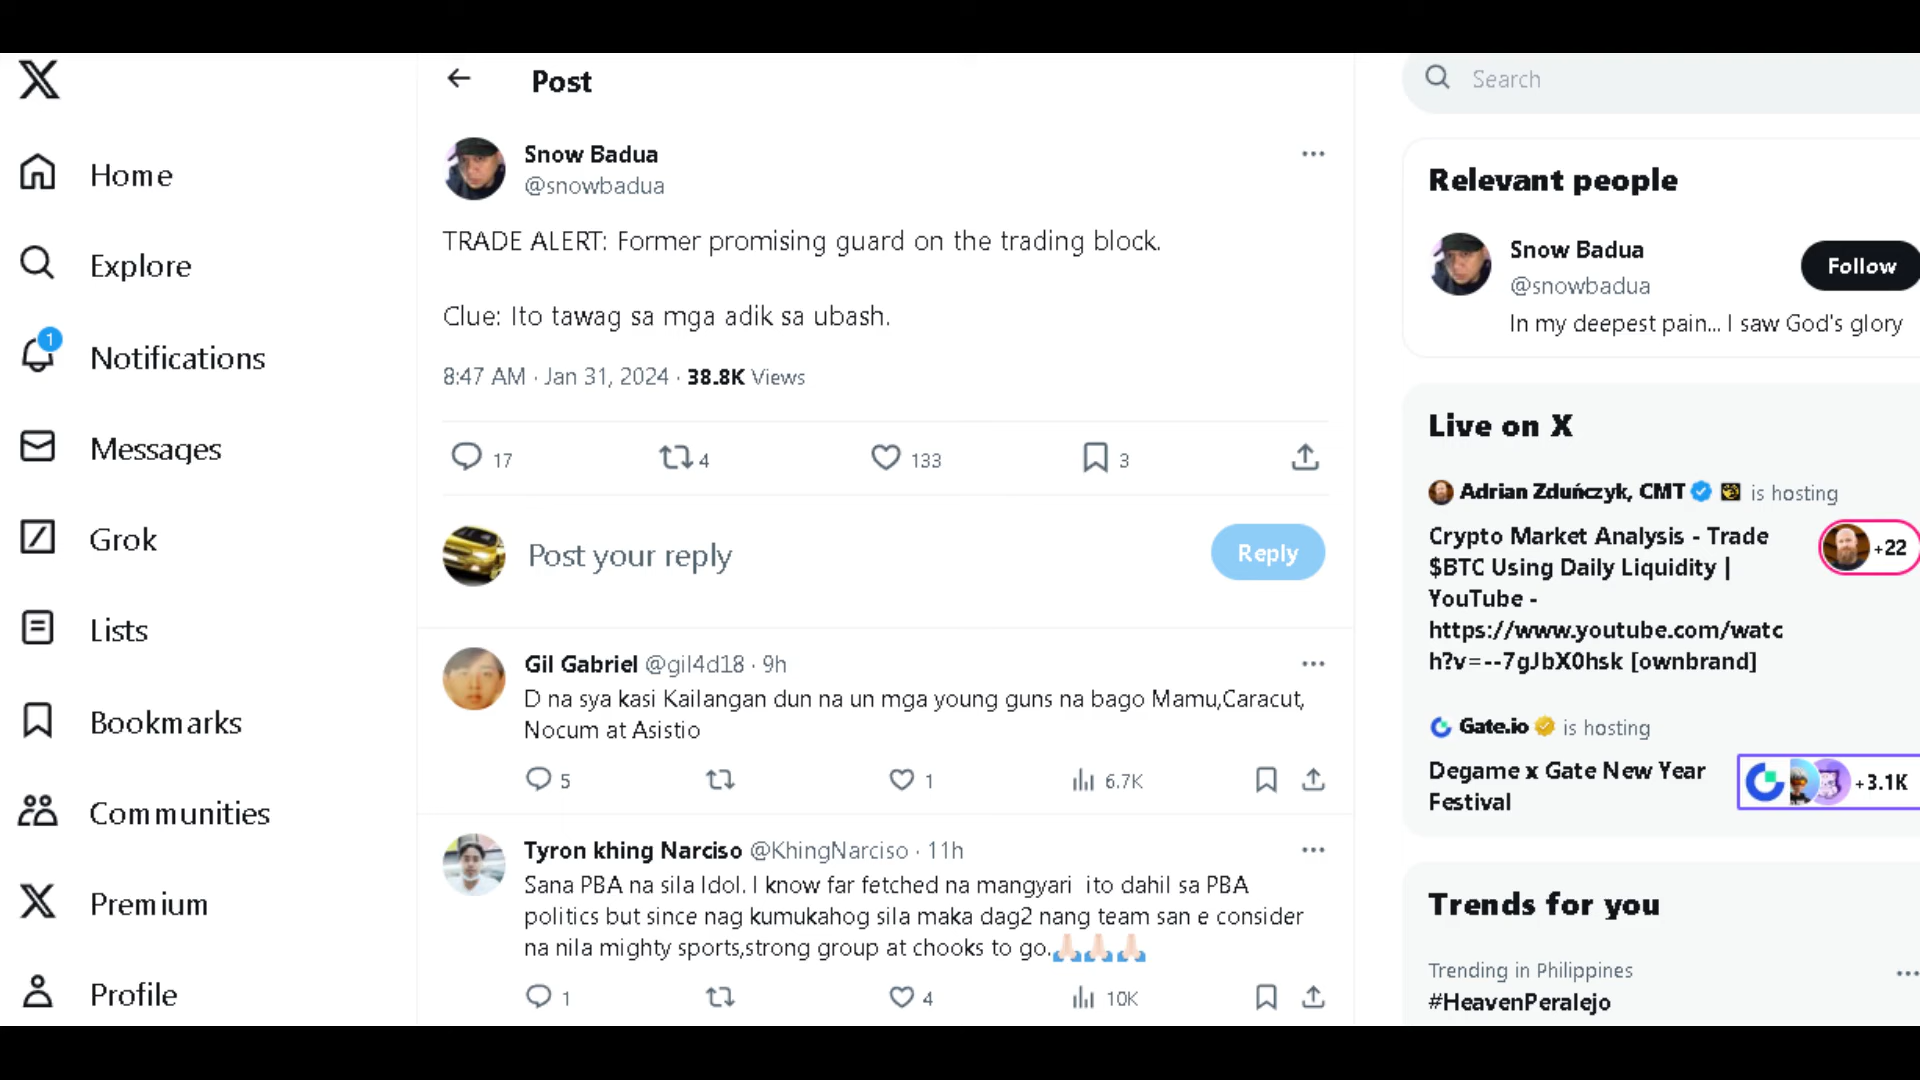 Post
Search
Home
Explore
1
Notifications
Messages
Grok
Lists
Bookmarks
Communities
Premium
Profile
Snow Badua
@snowbadua
TRADE ALERT: Former promising guard on the trading block.
Clue: Ito tawag sa mga adik sa ubash.
8:47 AM · Jan 31, 2024 · 38.8K Views
17 4 133 3
Post your reply
Reply
Gil Gabriel @gil4d18 · 9h
D na sya kasi Kailangan dun na un mga young guns na bago Mamu,Caracut,
Nocum at Asistio
5 1 6.7K
Tyron khing Narciso @KhingNarciso · 11h
Sana PBA na sila Idol. I know far fetched na mangyari ito dahil sa PBA
politics but since nag kumukahog sila maka dag2 nang team san e consider
na nila mighty sports,strong group at chooks to go.🙏🏻🙏🏻🙏🏻
1 4 10K
Relevant people
Snow Badua
@snowbadua
Follow
In my deepest pain... I saw God's glory
Live on X
Adrian Zduńczyk, CMT is hosting
Crypto Market Analysis - Trade
$BTC Using Daily Liquidity |
YouTube -
https://www.youtube.com/watc
h?v=--7gJbX0hsk [ownbrand]
+22
Gate.io is hosting
Degame x Gate New Year
Festival
+3.1K
Trends for you
Trending in Philippines
#HeavenPeralejo